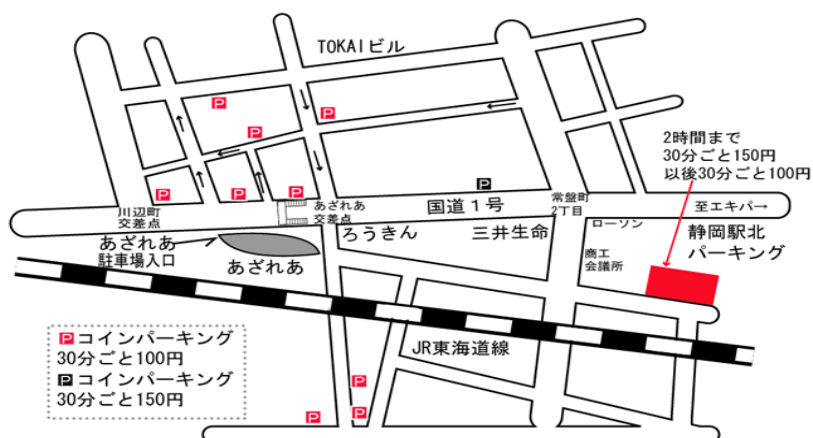 TOKAIビル
P
P
P
2時間まで
30分ごと150円
以後30分ごと100円
P
P
P
P
川辺町
交差点
あざれあ
交差点
国道1号
常盤町
2丁目
至エキパ→
ローソン
あざれあ
駐車場入口
あざれあ
ろうきん
三井生命
商工
会議所
静岡駅北
パーキング
JR東海道線
P コインパーキング
30分ごと100円
P コインパーキング
30分ごと150円
P
P
P